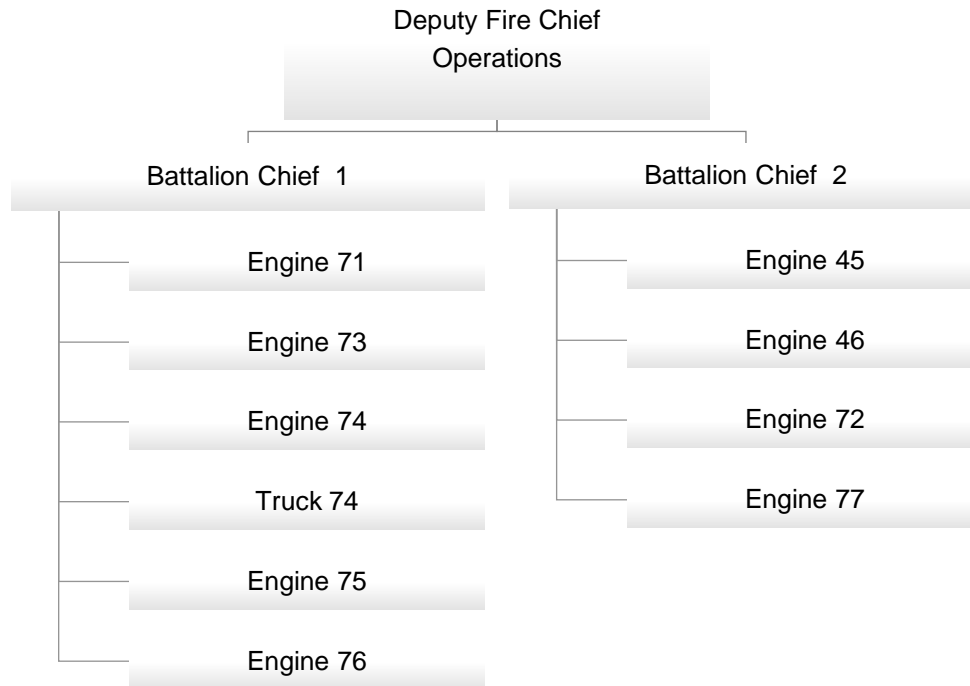 Deputy Fire Chief
Operations
Battalion Chief  1
Engine 71
Engine 73
Engine 74
Truck 74
Engine 75
Engine 76
Battalion Chief  2
Engine 45
Engine 46
Engine 72
Engine 77